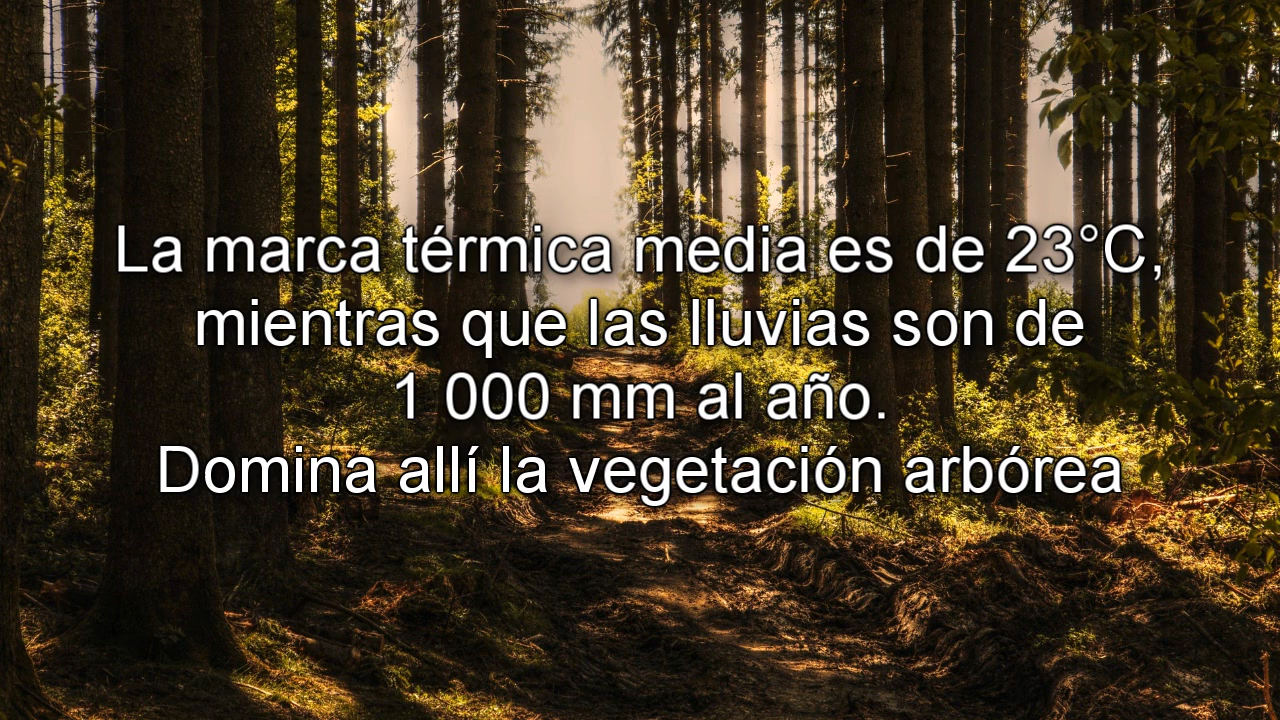 La marca térmica media es de 23°C,
mientras que las lluvias son de
1 000 mm al año.
Domina allí la vegetación arbórea